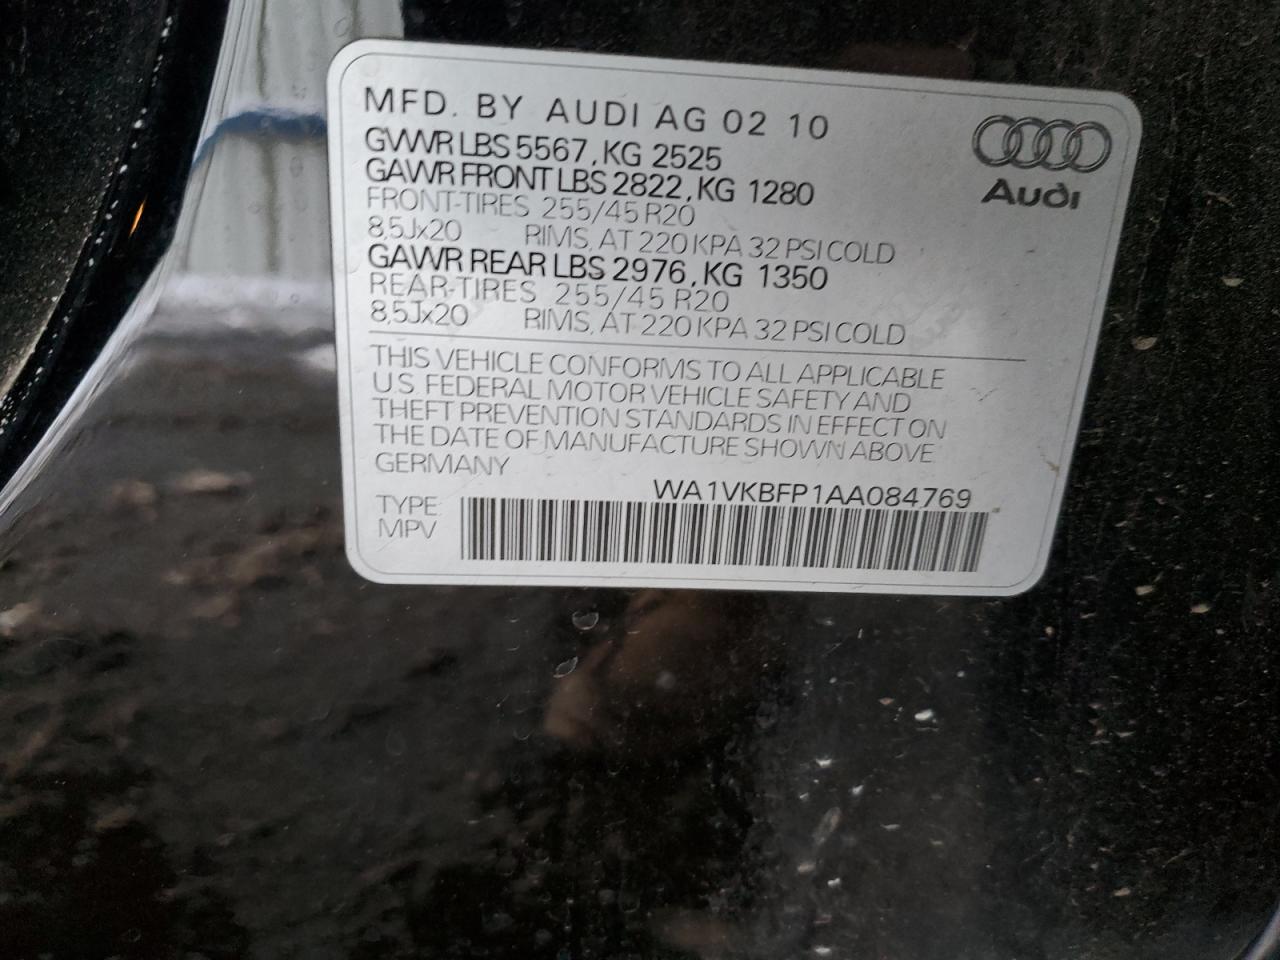 MFD. BY AUDI AG 02 10
GVWR LBS 5567, KG 2525
GAWR FRONT LBS 2822, KG 1280
FRONT-TIRES 255/45 R20
8,5Jx20 RIMS, AT 220 KPA 32 PSI COLD
GAWR REAR LBS 2976, KG 1350
REAR-TIRES 255/45 R20
8,5Jx20 RIMS, AT 220 KPA 32 PSI COLD
Audi
THIS VEHICLE CONFORMS TO ALL APPLICABLE
U.S. FEDERAL MOTOR VEHICLE SAFETY AND
THEFT PREVENTION STANDARDS IN EFFECT ON
THE DATE OF MANUFACTURE SHOWN ABOVE
GERMANY
WA1VKBFP1AA084769
TYPE:
MPV